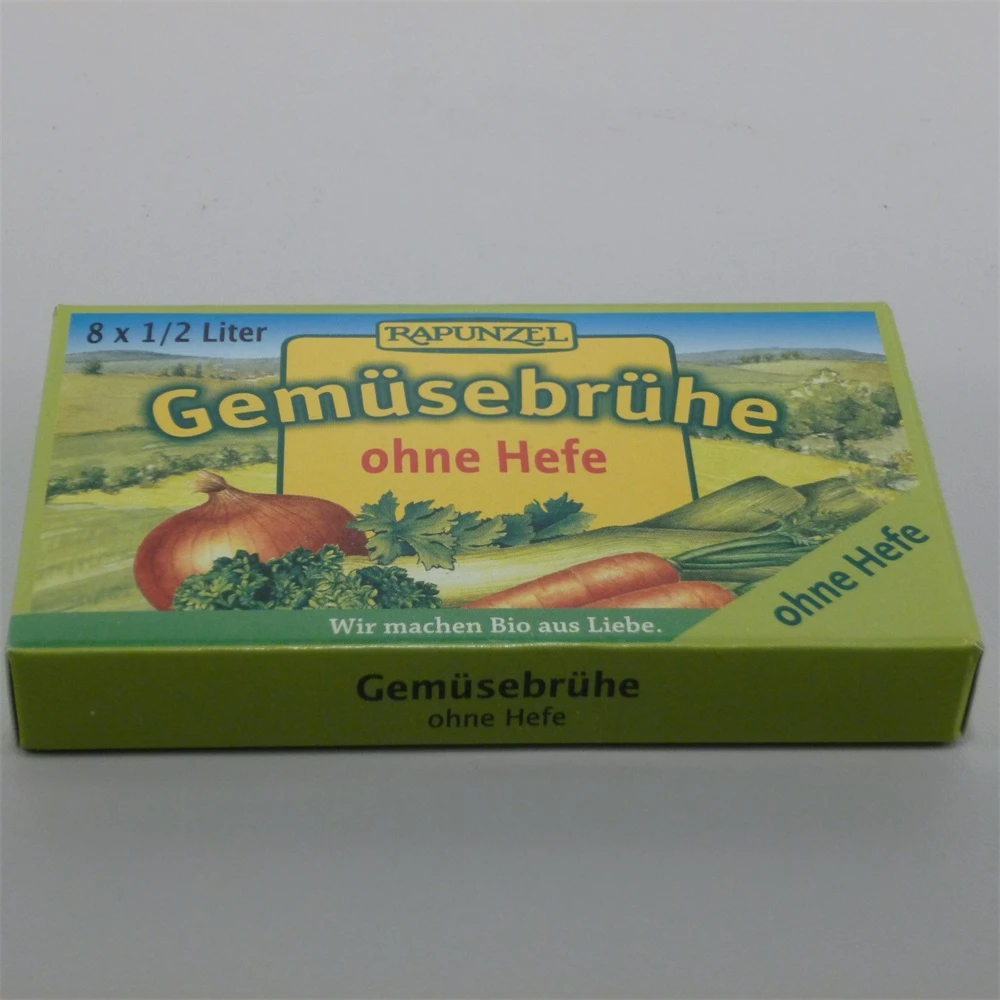 8 x 1/2 Liter
RAPUNZEL
Gemüsebrühe
ohne Hefe
ohne Hefe
Wir machen Bio aus Liebe.
Gemüsebrühe
ohne Hefe